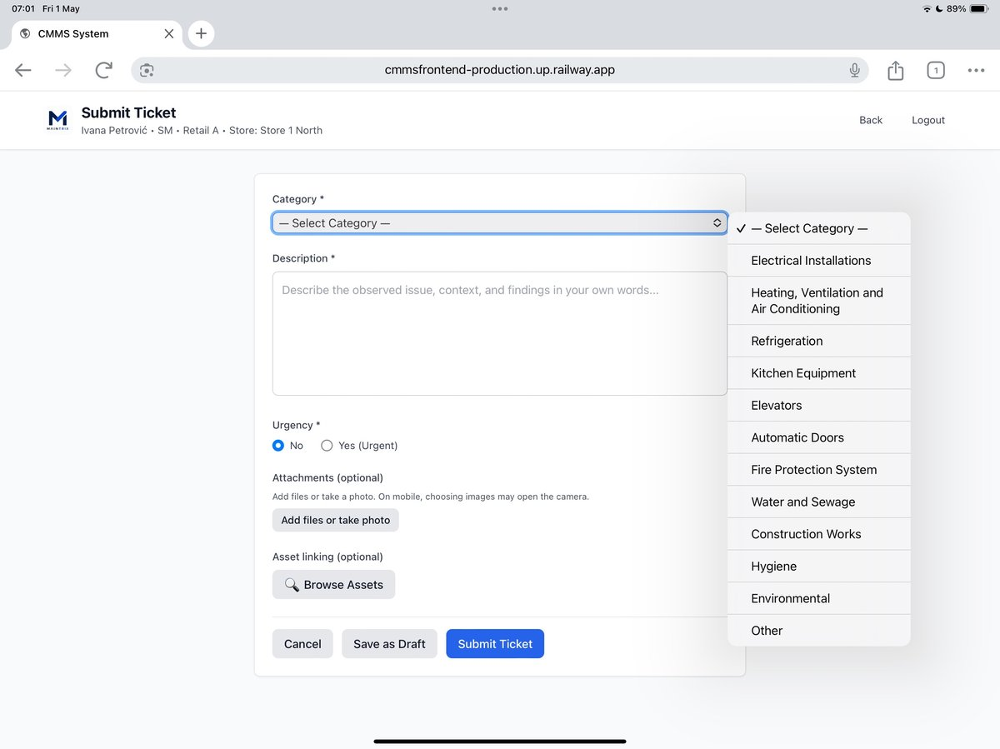 07:01 Fri 1 May
89%
CMMS System
cmmsfrontend-production.up.railway.app
1
MAINTRIX
Submit Ticket
Ivana Petrović • SM • Retail A • Store: Store 1 North
Back
Logout
Category *
— Select Category —
Description *
Describe the observed issue, context, and findings in your own words...
Urgency *
No
Yes (Urgent)
Attachments (optional)
Add files or take a photo. On mobile, choosing images may open the camera.
Add files or take photo
Asset linking (optional)
Browse Assets
Cancel
Save as Draft
Submit Ticket
— Select Category —
Electrical Installations
Heating, Ventilation and
Air Conditioning
Refrigeration
Kitchen Equipment
Elevators
Automatic Doors
Fire Protection System
Water and Sewage
Construction Works
Hygiene
Environmental
Other